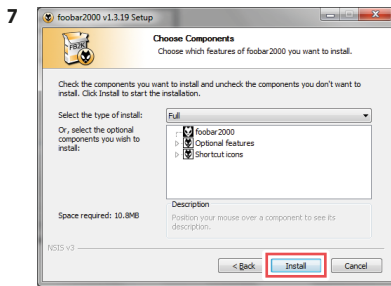 7
foobar2000 v1.3.19 Setup
Choose Components
Choose which features of foobar2000 you want to install.
FB2K
Check the components you want to install and uncheck the components you don't want to
install. Click Install to start the installation.
Select the type of install:
Full
Or, select the optional
components you wish to
install:
foobar2000
Optional features
Shortcut icons
Space required: 10.8MB
Description
Position your mouse over a component to see its
description.
NSIS v3
< Back
Install
Cancel